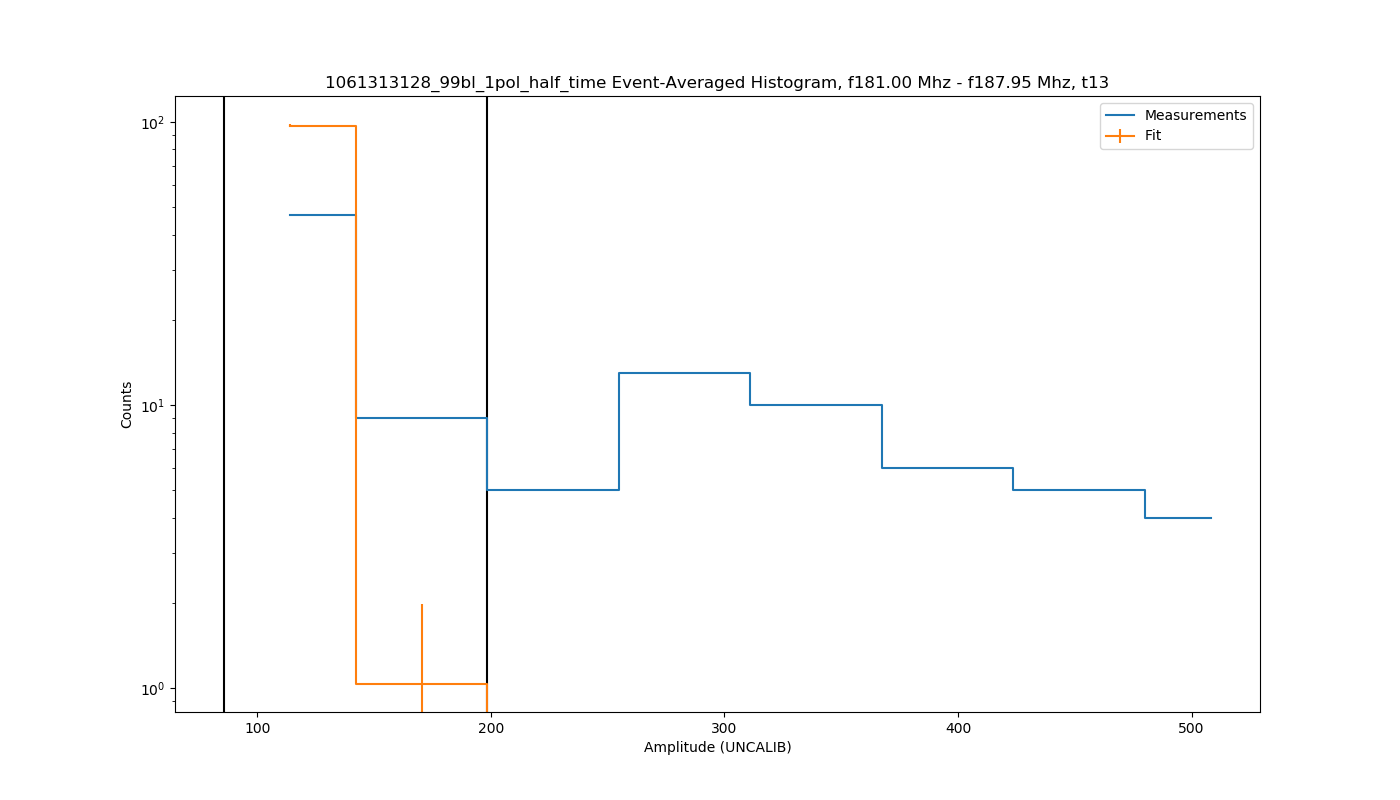 1061313128_99bl_1pol_half_time Event-Averaged Histogram, f181.00 Mhz - f187.95 Mhz, t13
Measurements
Fit
10²
10¹
10⁰
Counts
100 200 300 400 500
Amplitude (UNCALIB)